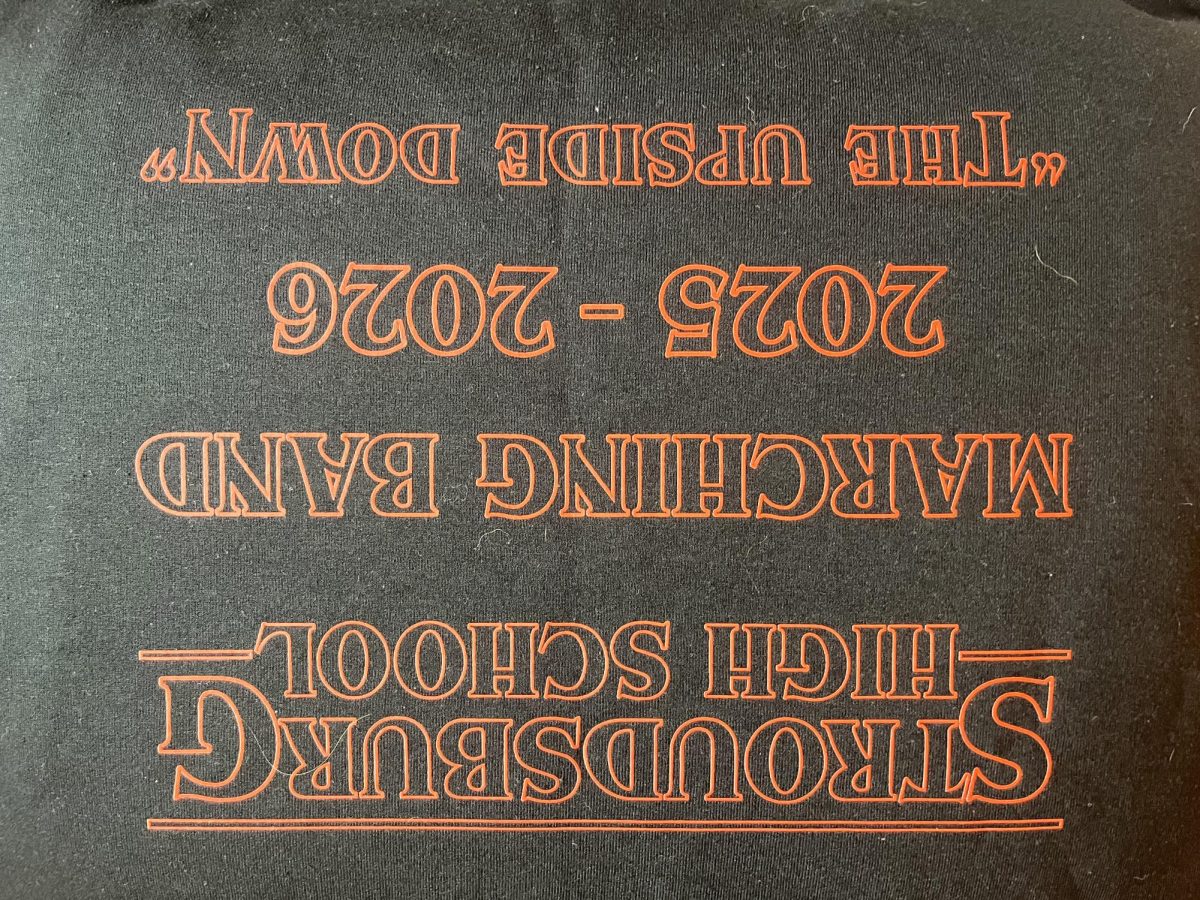 STROUDSBURG
HIGH SCHOOL
MARCHING BAND
2025 - 2026
"THE UPSIDE DOWN"